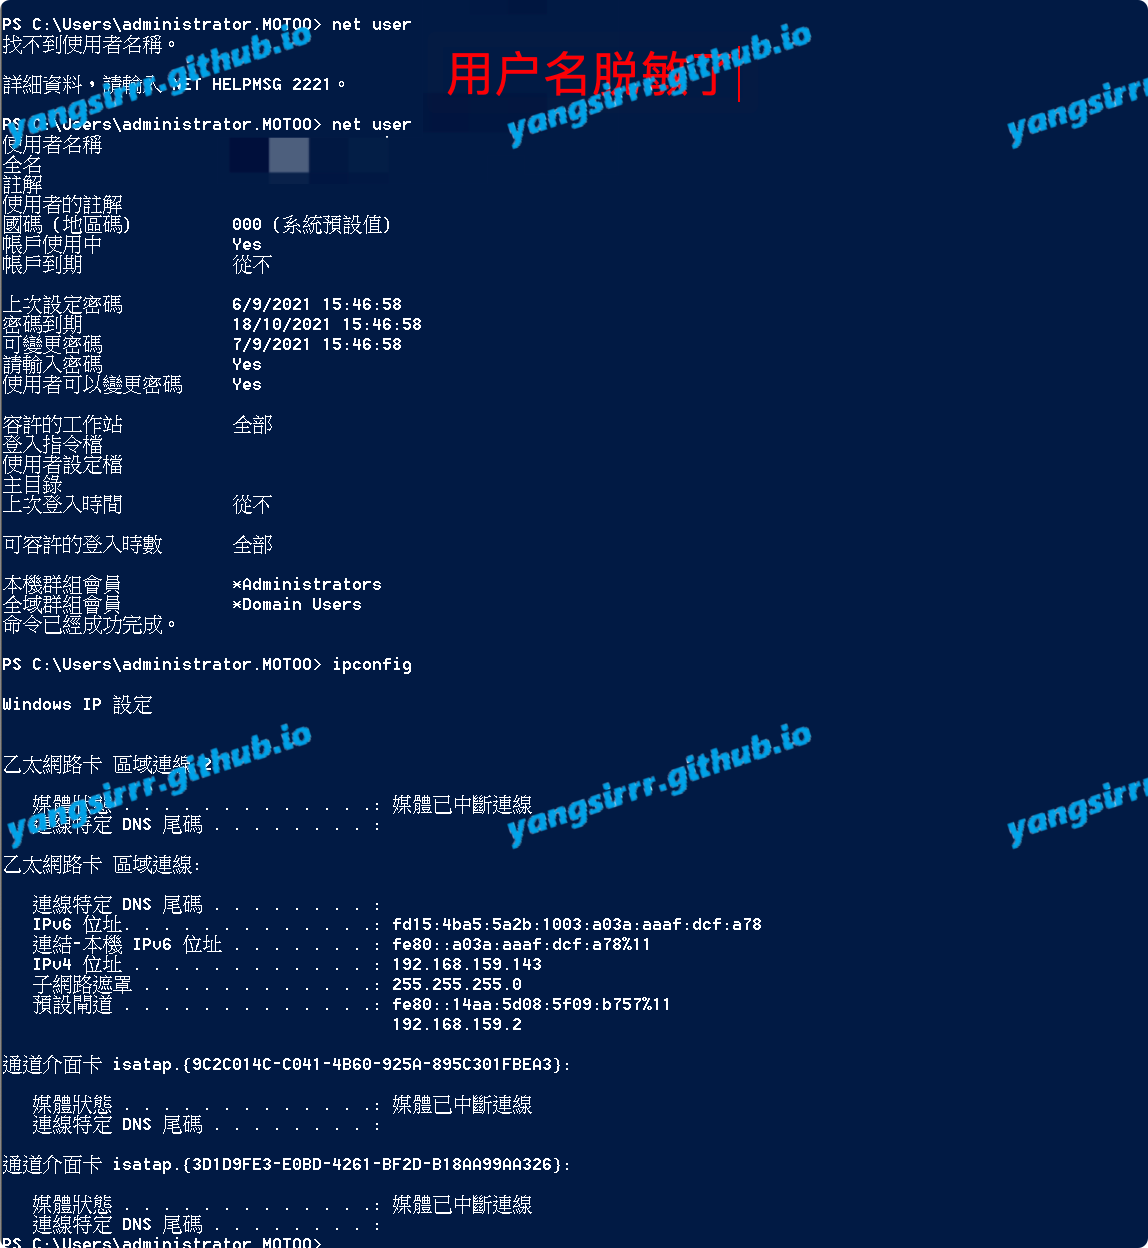 PS C:\Users\administrator.MOTOO> net user
找不到使用者名稱。
用户名脱敏了
詳細資料，請輸入 NET HELPMSG 2221。
yangsirrr.github.io
yangsirrr.github.io
yangsirr
PS C:\Users\administrator.MOTOO> net user
使用者名稱
全名
註解
使用者的註解
國碼 (地區碼) 000 (系統預設值)
帳戶使用中 Yes
帳戶到期 從不
上次設定密碼 6/9/2021 15:46:58
密碼到期 18/10/2021 15:46:58
可變更密碼 7/9/2021 15:46:58
請輸入密碼 Yes
使用者可以變更密碼 Yes
容許的工作站 全部
登入指令檔
使用者設定檔
主目錄
上次登入時間 從不
可容許的登入時數 全部
本機群組會員 *Administrators
全域群組會員 *Domain Users
命令已經成功完成。
PS C:\Users\administrator.MOTOO> ipconfig
Windows IP 設定
乙太網路卡 區域連線 2:
yangsirrr.github.io
yangsirrr.github.io
yangsirr
媒體狀態 . . . . . . . . . . . . .: 媒體已中斷連線
連線特定 DNS 尾碼 . . . . . . . . :
乙太網路卡 區域連線:
連線特定 DNS 尾碼 . . . . . . . . :
IPv6 位址. . . . . . . . . . . . .: fd15:4ba5:5a2b:1003:a03a:aaaf:dcf:a78
連結-本機 IPv6 位址 . . . . . . . : fe80::a03a:aaaf:dcf:a78%11
IPv4 位址 . . . . . . . . . . . . : 192.168.159.143
子網路遮罩 . . . . . . . . . . . .: 255.255.255.0
預設閘道 . . . . . . . . . . . . .: fe80::14aa:5d08:5f09:b757%11
192.168.159.2
通道介面卡 isatap.{9C2C014C-C041-4B60-925A-895C301FBEA3}:
媒體狀態 . . . . . . . . . . . . .: 媒體已中斷連線
連線特定 DNS 尾碼 . . . . . . . . :
通道介面卡 isatap.{3D1D9FE3-E0BD-4261-BF2D-B18AA99AA326}:
媒體狀態 . . . . . . . . . . . . .: 媒體已中斷連線
連線特定 DNS 尾碼 . . . . . . . . :
PS C:\Users\administrator.MOTOO>